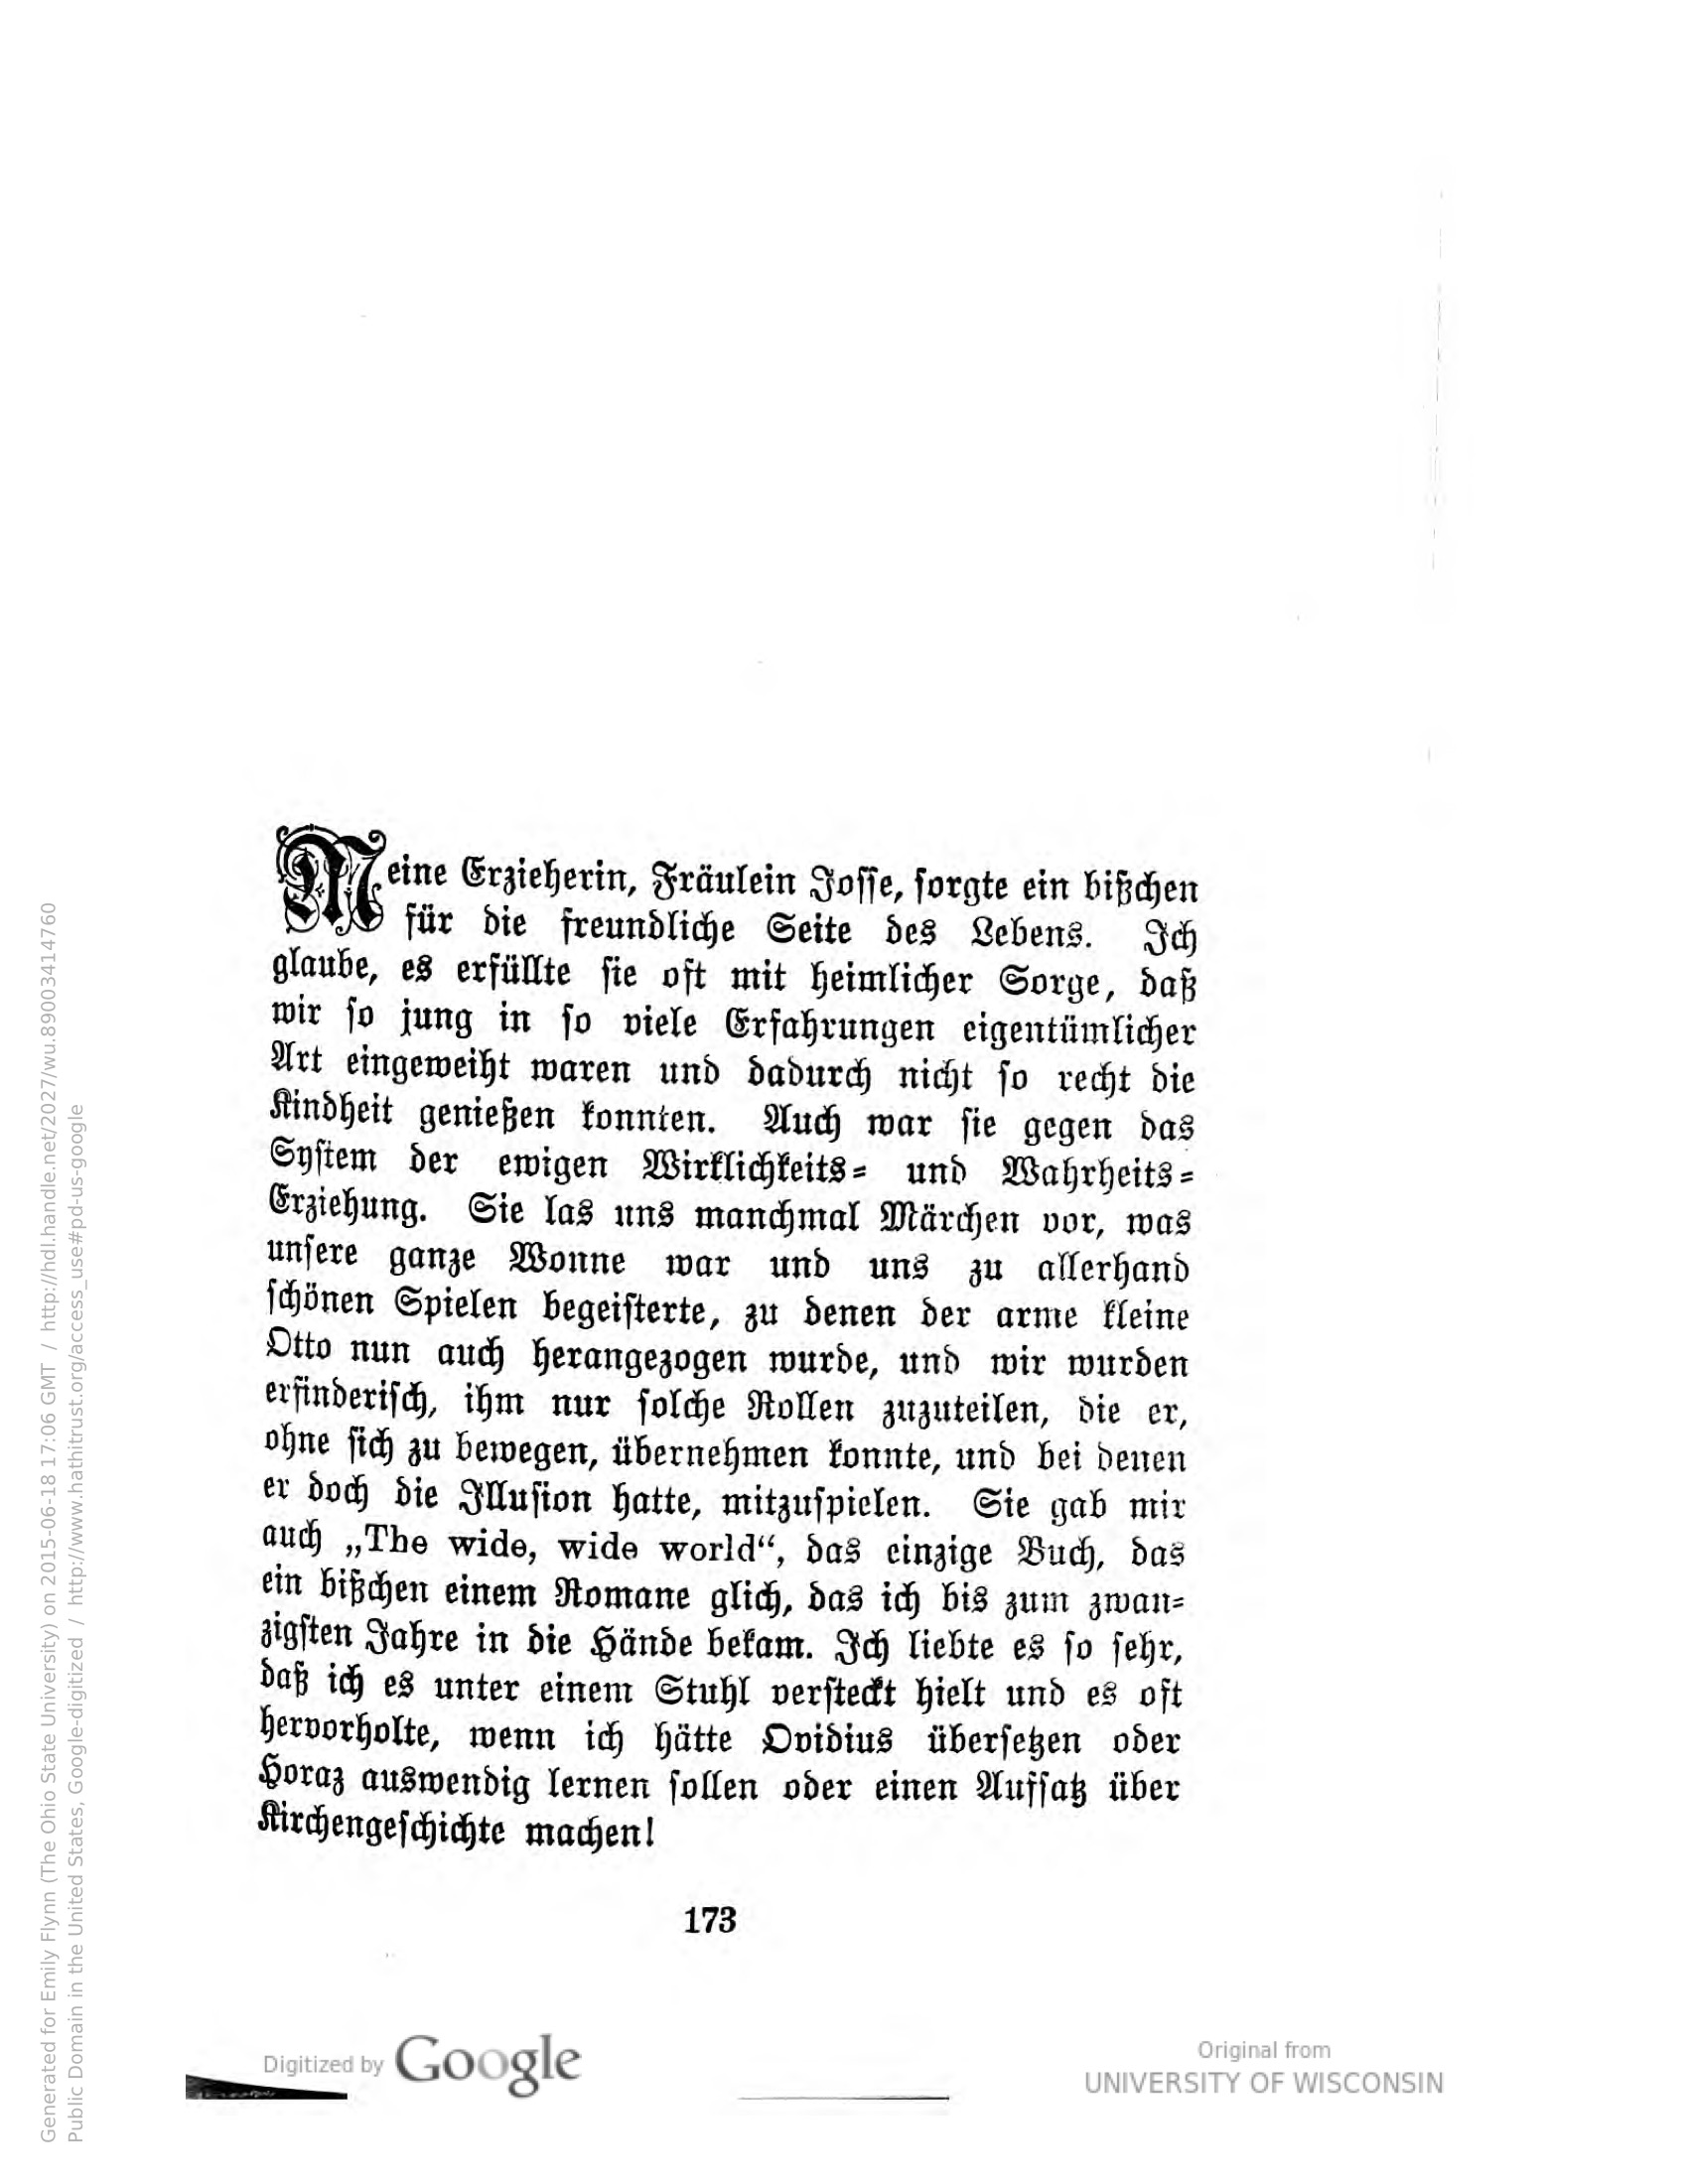 Meine Erzieherin, Fräulein Josse, sorgte ein bißchen
für die freundliche Seite des Lebens. Ich
glaube, es erfüllte sie oft mit heimlicher Sorge, daß
wir so jung in so viele Erfahrungen eigentümlicher
Art eingeweiht waren und dadurch nicht so recht die
Kindheit genießen konnten. Auch war sie gegen das
System der ewigen Wirklichkeits= und Wahrheits=
Erziehung. Sie las uns manchmal Märchen vor, was
unsere ganze Wonne war und uns zu allerhand
schönen Spielen begeisterte, zu denen der arme kleine
Otto nun auch herangezogen wurde, und wir wurden
erfinderisch, ihm nur solche Rollen zuzuteilen, die er,
ohne sich zu bewegen, übernehmen konnte, und bei denen
er doch die Illusion hatte, mitzuspielen. Sie gab mir
auch „The wide, wide world“, das einzige Buch, das
ein bißchen einem Romane glich, das ich bis zum zwan=
zigsten Jahre in die Hände bekam. Ich liebte es so sehr,
daß ich es unter einem Stuhl versteckt hielt und es oft
hervorholte, wenn ich hätte Ovidius übersetzen oder
Horaz auswendig lernen sollen oder einen Aufsatz über
Kirchengeschichte machen!
173
Digitized by Google
Original from
UNIVERSITY OF WISCONSIN
Generated for Emily Flynn (The Ohio State University) on 2015-06-18 17:06 GMT / http://hdl.handle.net/2027/wu.89003414760
Public Domain in the United States, Google-digitized / http://www.hathitrust.org/access_use#pd-us-google